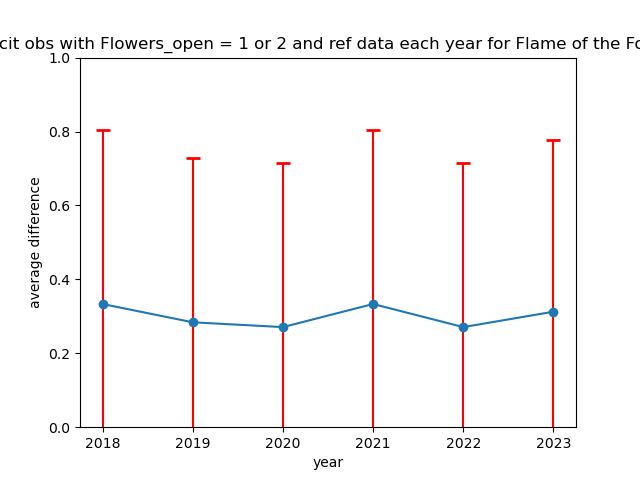 cit obs with Flowers_open = 1 or 2 and ref data each year for Flame of the Fo
1.0
0.8
0.6
0.4
0.2
0.0
average difference
2018 2019 2020 2021 2022 2023
year